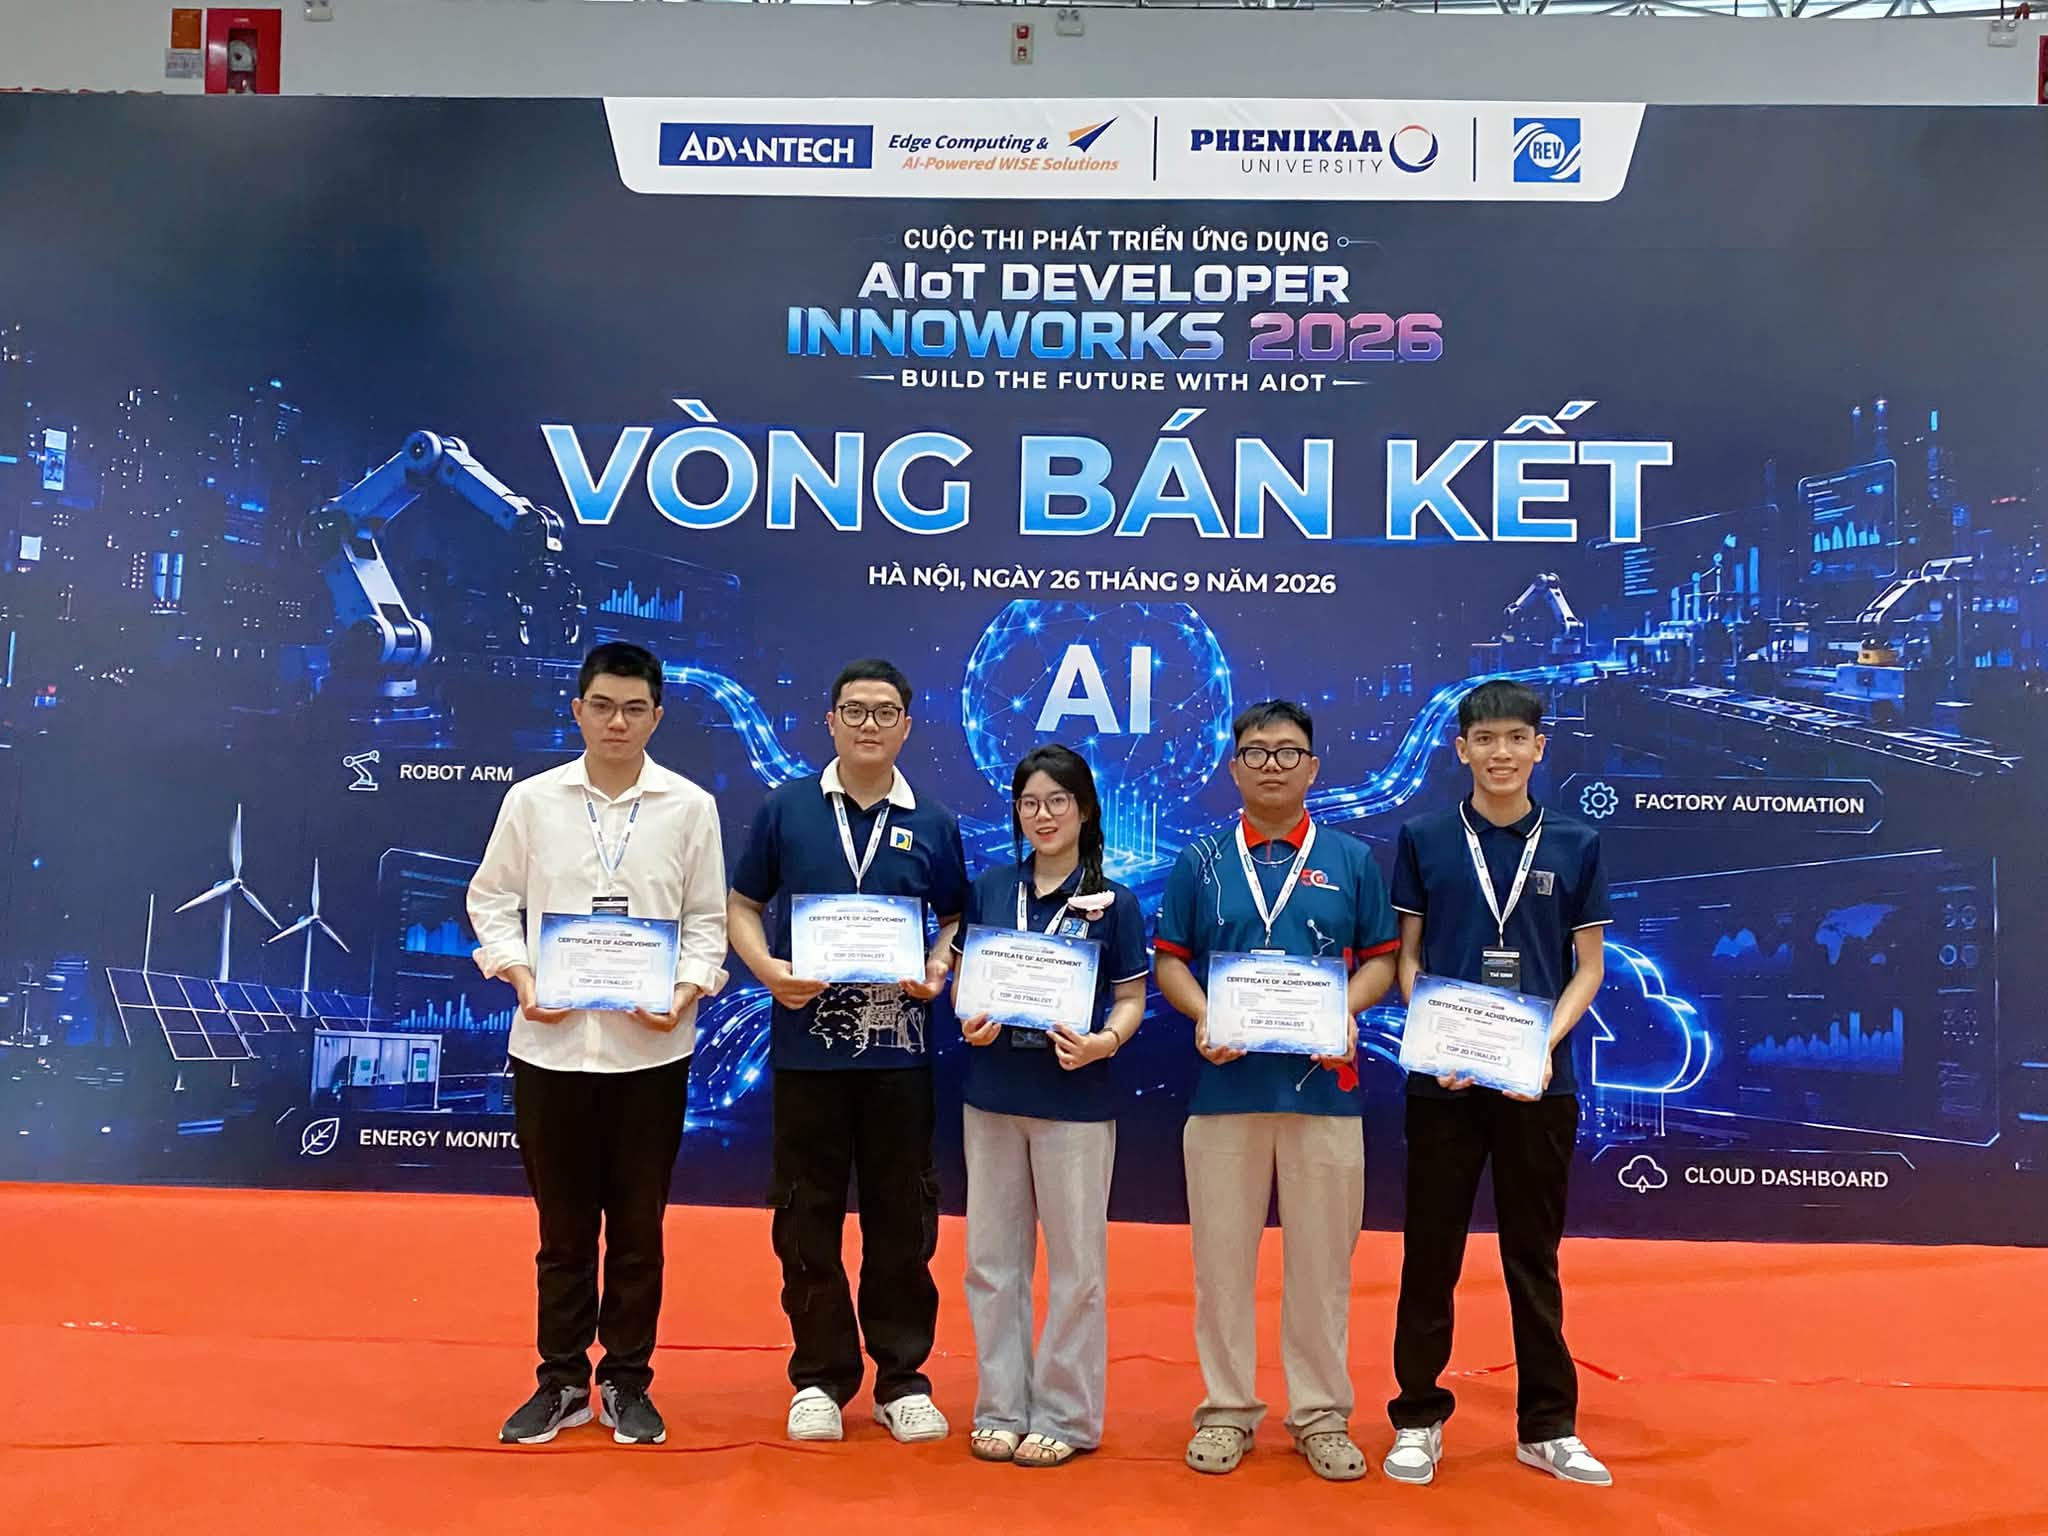 ADVANTECH
Edge Computing &
AI-Powered WISE Solutions
PHENIKAA
UNIVERSITY
REV
CUỘC THI PHÁT TRIỂN ỨNG DỤNG
AIoT DEVELOPER
INNOWORKS 2026
BUILD THE FUTURE WITH AIOT
VÒNG BÁN KẾT
HÀ NỘI, NGÀY 26 THÁNG 9 NĂM 2026
AI
ROBOT ARM
FACTORY AUTOMATION
ENERGY MONITO
CLOUD DASHBOARD
CERTIFICATE OF ACHIEVEMENT
TOP 20 FINALIST
CERTIFICATE OF ACHIEVEMENT
TOP 20 FINALIST
CERTIFICATE OF ACHIEVEMENT
TOP 20 FINALIST
CERTIFICATE OF ACHIEVEMENT
TOP 20 FINALIST
CERTIFICATE OF ACHIEVEMENT
TOP 20 FINALIST
THÍ SINH